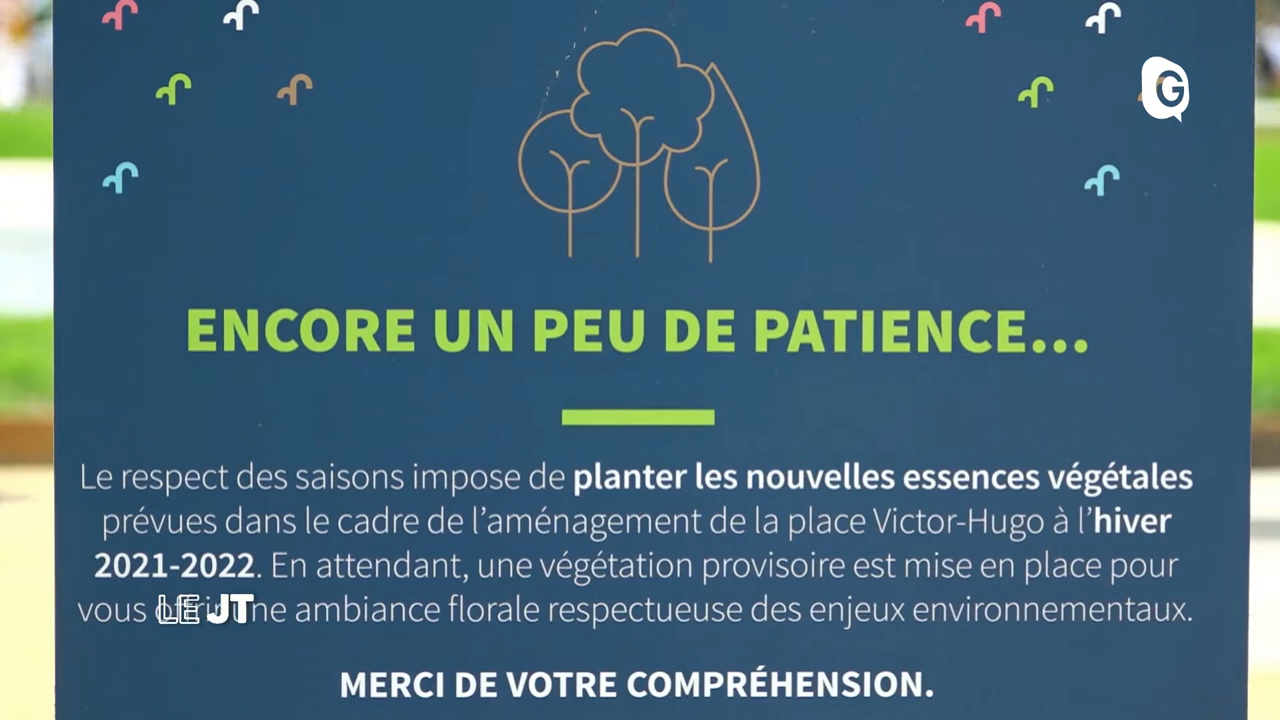 G
ENCORE UN PEU DE PATIENCE...
Le respect des saisons impose de planter les nouvelles essences végétales
prévues dans le cadre de l'aménagement de la place Victor-Hugo à l'hiver
2021-2022. En attendant, une végétation provisoire est mise en place pour
vous ambiance florale respectueuse des enjeux environnementaux.
LE JT
MERCI DE VOTRE COMPRÉHENSION.